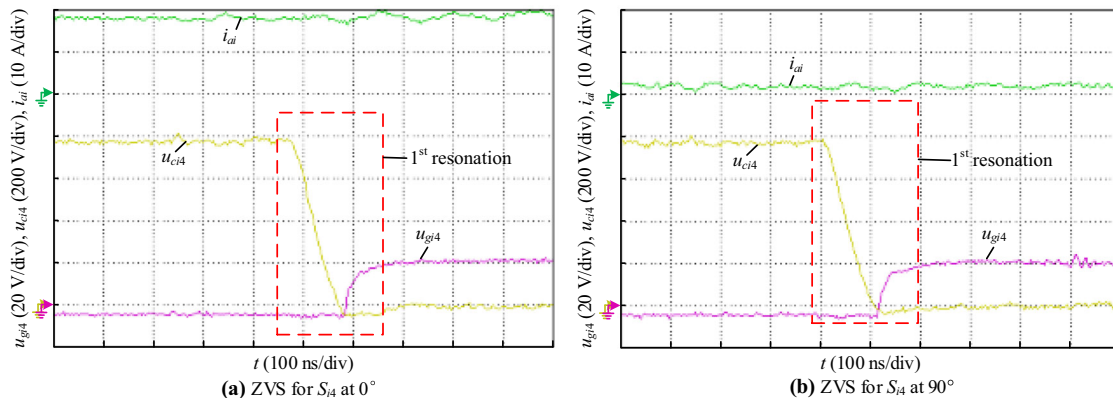 u_gi4 (20 V/div), u_ci4 (200 V/div), i_ai (10 A/div)
i_ai
u_ci4
1st resonation
u_gi4
t (100 ns/div)
(a) ZVS for S_i4 at 0°
u_gi4 (20 V/div), u_ci4 (200 V/div), i_ai (10 A/div)
i_ai
u_ci4
1st resonation
u_gi4
t (100 ns/div)
(b) ZVS for S_i4 at 90°